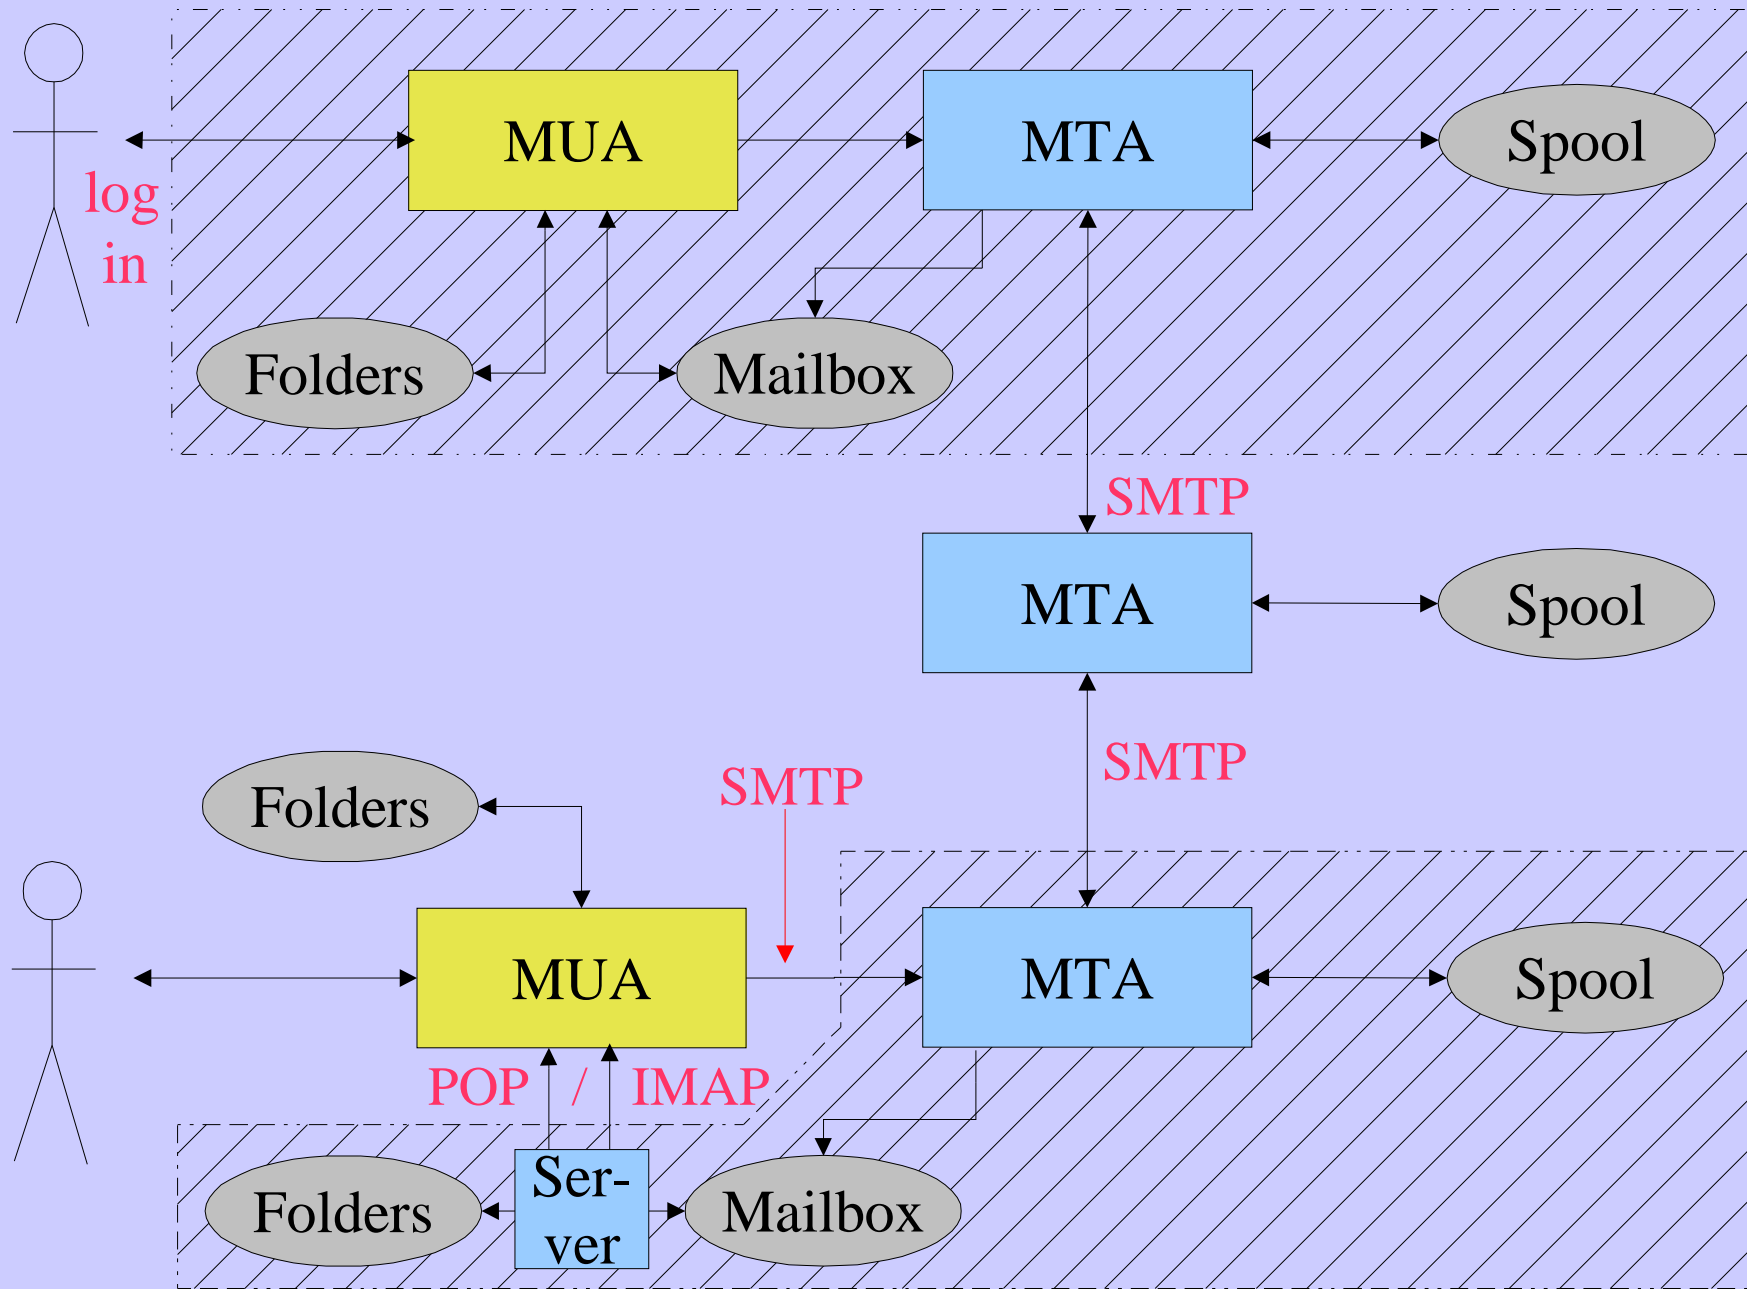 MUA
MTA
Spool
log
in
Folders
Mailbox
SMTP
MTA
Spool
SMTP
SMTP
Folders
MUA
MTA
Spool
POP / IMAP
Folders
Ser-
ver
Mailbox